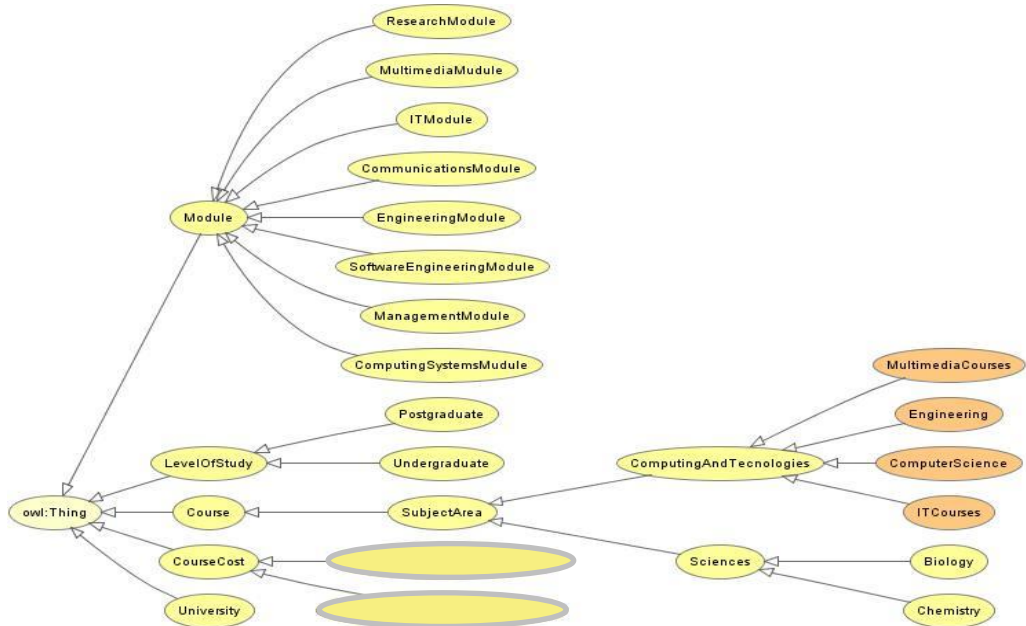 ResearchModule
MultimediaMudule
ITModule
CommunicationsModule
Module
EngineeringModule
SoftwareEngineeringModule
ManagementModule
ComputingSystemsMudule
MultimediaCourses
Postgraduate
Engineering
LevelOfStudy
Undergraduate
ComputingAndTecnologies
ComputerScience
owl:Thing
Course
SubjectArea
ITCourses
CourseCost
Sciences
Biology
University
Chemistry